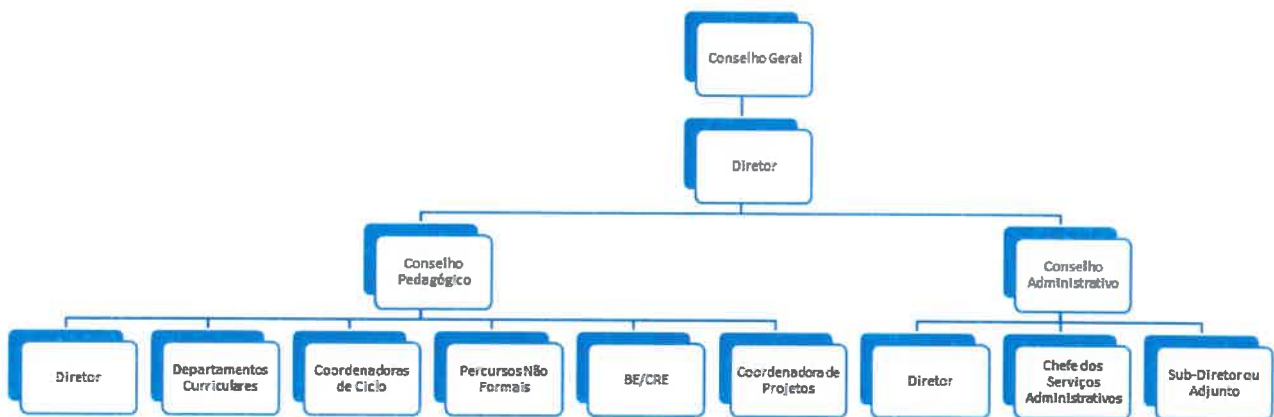 Conselho Geral
Diretor
Conselho
Pedagógico
Conselho
Administrativo
Diretor
Departamentos
Curriculares
Coordenadoras
de Ciclo
Percursos Não
Formais
BE/CRE
Coordenadora de
Projetos
Diretor
Chefe dos
Serviços
Administrativos
Sub-Diretor ou
Adjunto